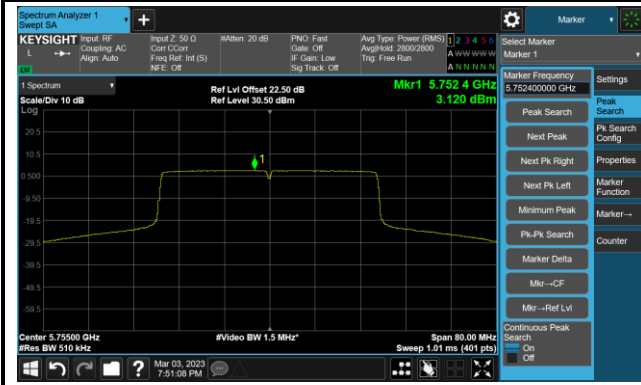 Spectrum Analyzer 1
Swept SA
+
Marker
KEYSIGHT
L
LW
Input: RF
Coupling: AC
Align: Auto
Input Z: 50 Ω
Corr CCorr
Freq Ref: Int (S)
NFE: Off
#Atten: 20 dB
PNO: Fast
Gate: Off
IF Gain: Low
Sig Track: Off
Avg Type: Power (RMS)
Avg|Hold: 2800/2800
Trig: Free Run
1 2 3 4 5 6
A W W W W W
A N N N N N
Select Marker
Marker 1
1 Spectrum
Scale/Div 10 dB
Log
Ref Lvl Offset 22.50 dB
Ref Level 30.50 dBm
Mkr1 5.752 4 GHz
3.120 dBm
20.5
10.5
0.500
-9.50
-19.5
-29.5
-39.5
-49.5
-59.5
1
Center 5.75500 GHz
#Res BW 510 kHz
#Video BW 1.5 MHz*
Span 80.00 MHz
Sweep 1.01 ms (401 pts)
Marker Frequency
5.752400000 GHz
Peak Search
Next Peak
Next Pk Right
Next Pk Left
Minimum Peak
Pk-Pk Search
Marker Delta
Mkr→CF
Mkr→Ref Lvl
Continuous Peak
Search
On
Off
Settings
Peak
Search
Pk Search
Config
Properties
Marker
Function
Marker→
Counter
?
Mar 03, 2023
7:51:08 PM